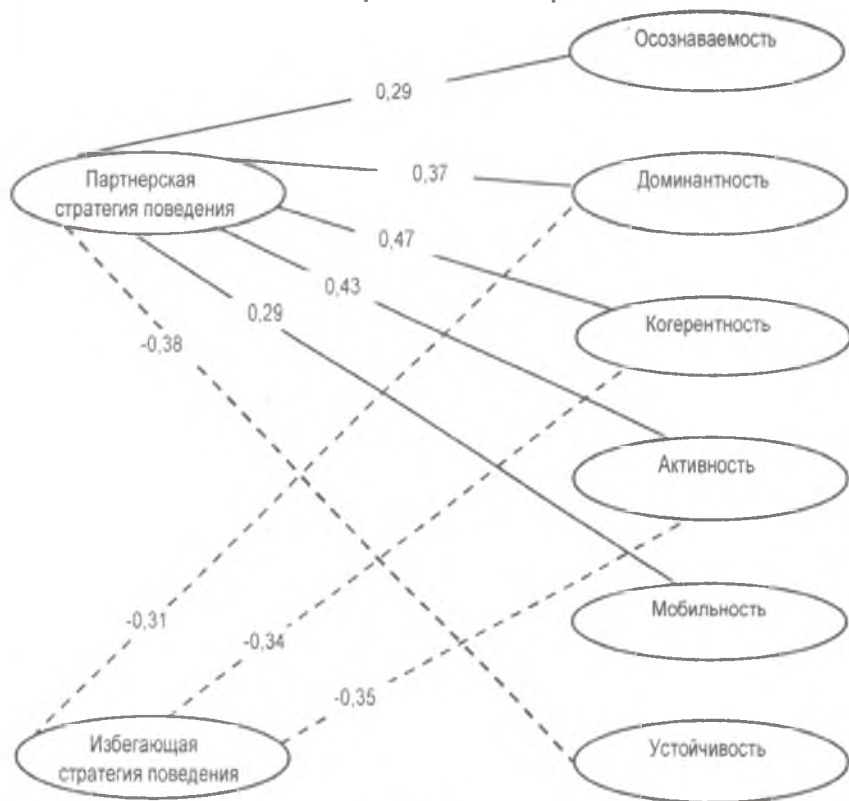 Осознаваемость
0,29
Партнерская
стратегия поведения
0,37
Доминантность
0,47
0,43
0,29
Когерентность
-0,38
Активность
-0,31
-0,34
Мобильность
-0,35
Избегающая
стратегия поведения
Устойчивость